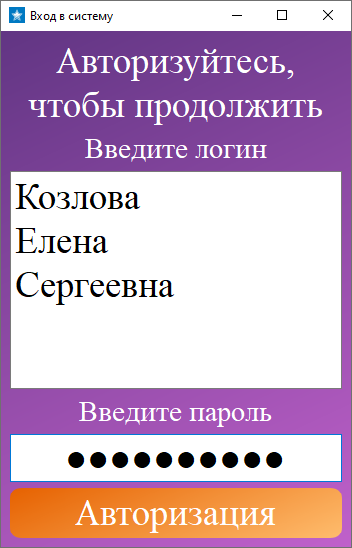 Вход в систему
Авторизуйтесь,
чтобы продолжить
Введите логин
Козлова
Елена
Сергеевна
Введите пароль
●●●●●●●●●●
Авторизация